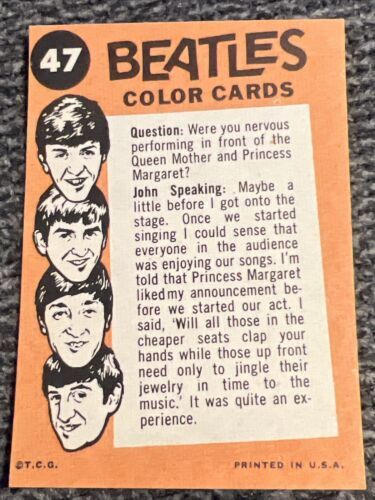 47
BEATLES
COLOR CARDS
Question: Were you nervous
performing in front of the
Queen Mother and Princess
Margaret?
John Speaking: Maybe a
little before I got onto the
stage. Once we started
singing I could sense that
everyone in the audience
was enjoying our songs. I'm
told that Princess Margaret
liked my announcement be-
fore we started our act. I
said, 'Will all those in the
cheaper seats clap your
hands while those up front
need only to jingle their
jewelry in time to the
music.' It was quite an ex-
perience.
©T.C.G.
PRINTED IN U.S.A.